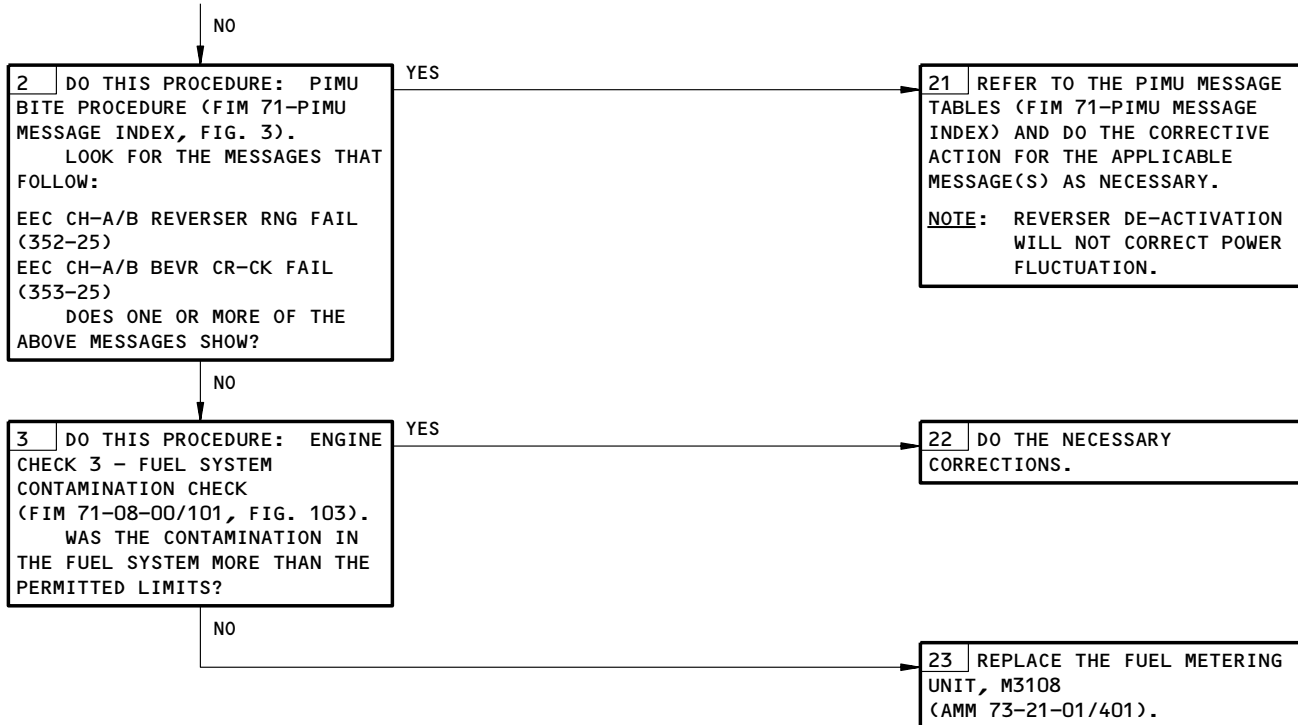 NO
2 DO THIS PROCEDURE: PIMU
BITE PROCEDURE (FIM 71-PIMU
MESSAGE INDEX, FIG. 3).
LOOK FOR THE MESSAGES THAT
FOLLOW:
EEC CH-A/B REVERSER RNG FAIL
(352-25)
EEC CH-A/B BEVR CR-CK FAIL
(353-25)
DOES ONE OR MORE OF THE
ABOVE MESSAGES SHOW?
YES
21 REFER TO THE PIMU MESSAGE
TABLES (FIM 71-PIMU MESSAGE
INDEX) AND DO THE CORRECTIVE
ACTION FOR THE APPLICABLE
MESSAGE(S) AS NECESSARY.
NOTE: REVERSER DE-ACTIVATION
WILL NOT CORRECT POWER
FLUCTUATION.
NO
3 DO THIS PROCEDURE: ENGINE
CHECK 3 - FUEL SYSTEM
CONTAMINATION CHECK
(FIM 71-08-00/101, FIG. 103).
WAS THE CONTAMINATION IN
THE FUEL SYSTEM MORE THAN THE
PERMITTED LIMITS?
YES
22 DO THE NECESSARY
CORRECTIONS.
NO
23 REPLACE THE FUEL METERING
UNIT, M3108
(AMM 73-21-01/401).